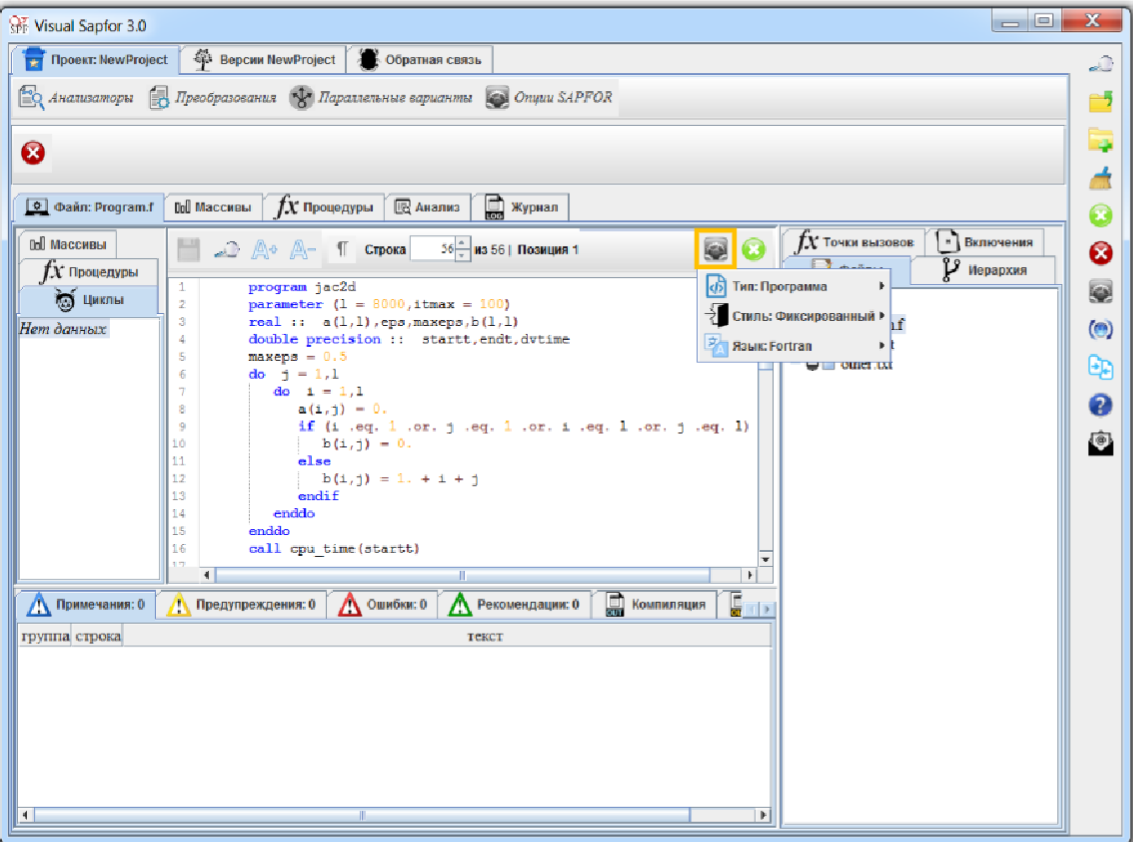 Visual Sapfor 3.0
Проект: NewProject
Версии NewProject
Обратная связь
Анализаторы
Преобразования
Параллельные варианты
Опции SAPFOR
Файл: Program.f
Массивы
Процедуры
Анализ
Журнал
Массивы
Процедуры
Циклы
Нет данных
Строка 56 из 56 | Позиция 1
Точки вызовов
Включения
Иерархия
Тип: Программа
Стиль: Фиксированный
Язык: Fortran
other.txt
1 program jac2d
2 parameter (l = 8000,itmax = 100)
3 real :: a(l,l),eps,maxeps,b(l,l)
4 double precision :: startt,endt,dvtime
5 maxeps = 0.5
6 do j = 1,l
7 do i = 1,l
8 a(i,j) = 0.
9 if (i .eq. 1 .or. j .eq. 1 .or. i .eq. l .or. j .eq. l)
10 b(i,j) = 0.
11 else
12 b(i,j) = 1. + i + j
13 endif
14 enddo
15 enddo
16 call cpu_time(startt)
17
Примечания: 0
Предупреждения: 0
Ошибки: 0
Рекомендации: 0
Компиляция
группа строка текст